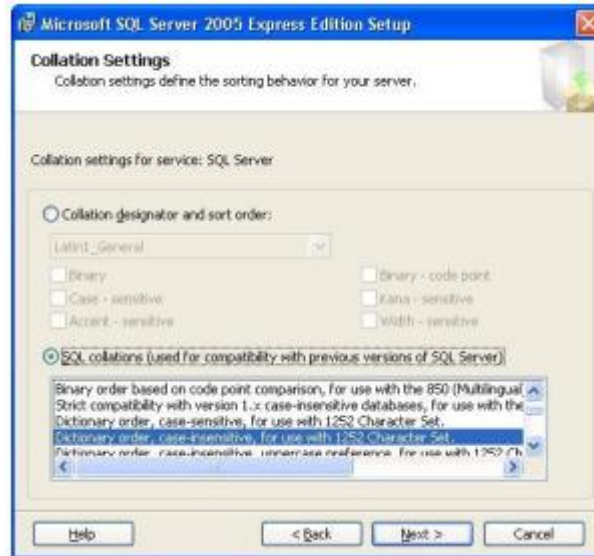 Microsoft SQL Server 2005 Express Edition Setup
Collation Settings
Collation settings define the sorting behavior for your server.
Collation settings for service: SQL Server
Collation designator and sort order:
Latin1_General
Binary
Binary - code point
Case - sensitive
Kana - sensitive
Accent - sensitive
Width - sensitive
SQL collations (used for compatibility with previous versions of SQL Server)
Binary order based on code point comparison, for use with the 850 (Multilingual
Strict compatibility with version 1.x case-insensitive databases, for use with the
Dictionary order, case-sensitive, for use with 1252 Character Set.
Dictionary order, case-insensitive, for use with 1252 Character Set.
Dictionary order, case-insensitive, uppercase preference, for use with 1252 Ch
Help
< Back
Next >
Cancel